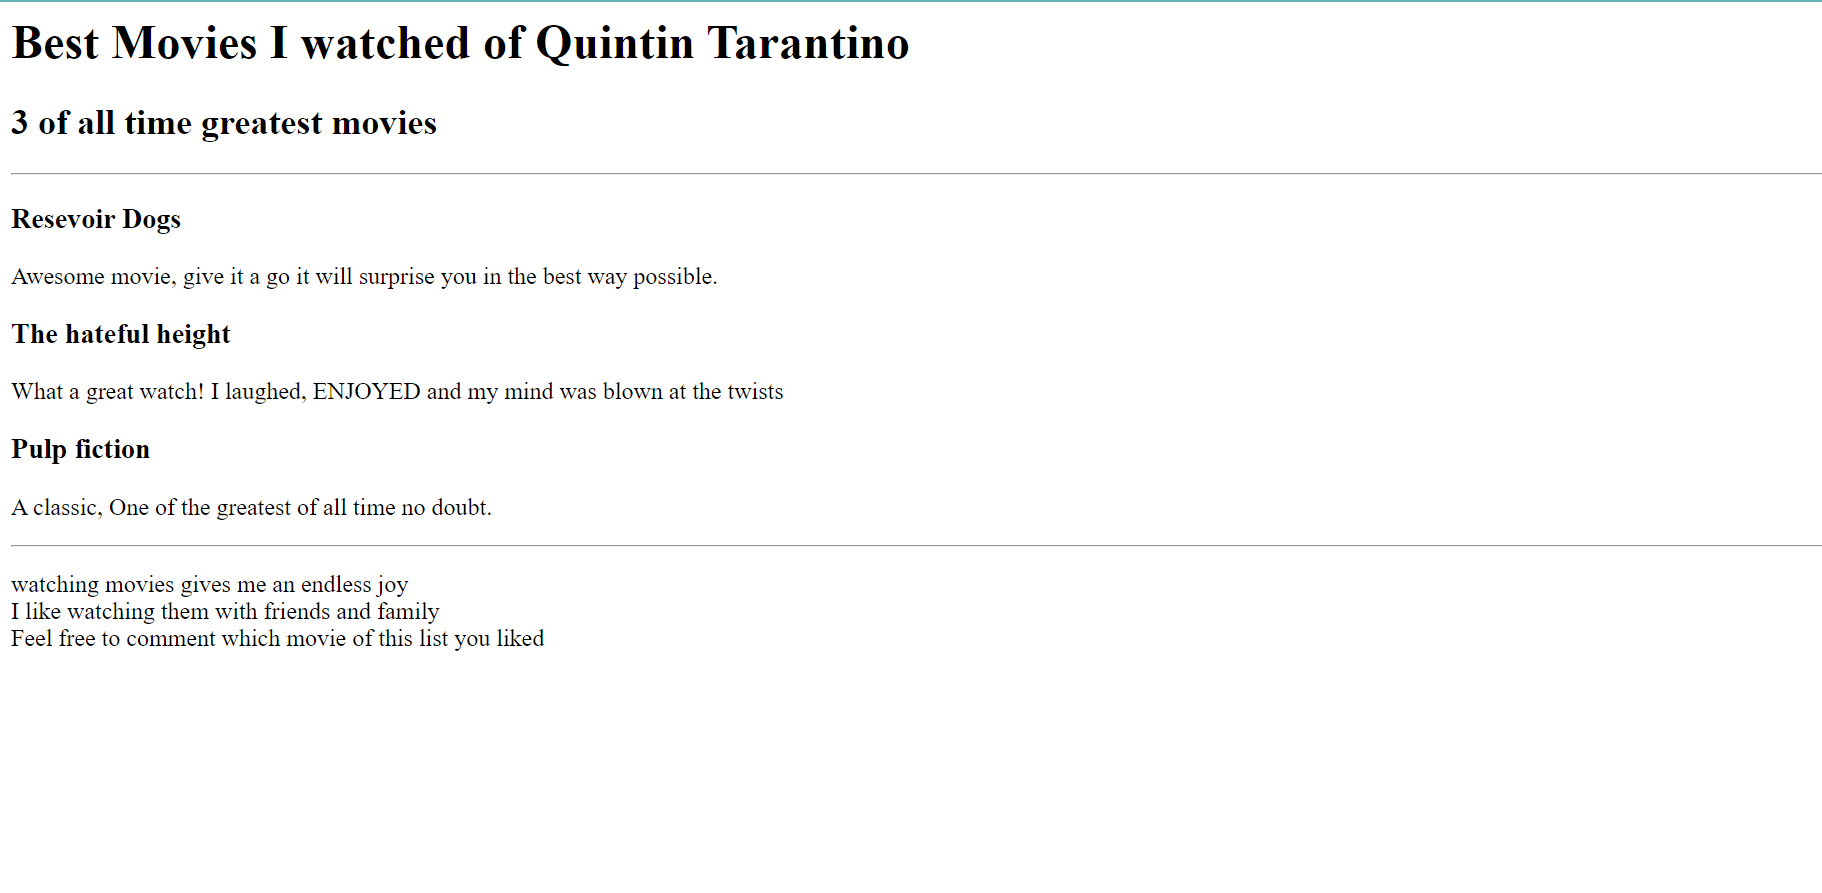 Best Movies I watched of Quintin Tarantino
3 of all time greatest movies
Resevoir Dogs
Awesome movie, give it a go it will surprise you in the best way possible.
The hateful height
What a great watch! I laughed, ENJOYED and my mind was blown at the twists
Pulp fiction
A classic, One of the greatest of all time no doubt.
watching movies gives me an endless joy
I like watching them with friends and family
Feel free to comment which movie of this list you liked